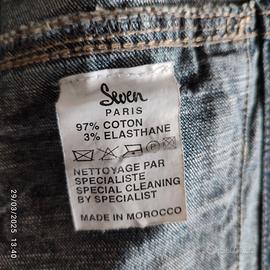 Seven
PARIS
97% COTON
3% ELASTHANE
P
NETTOYAGE PAR
SPECIALISTE
SPECIAL CLEANING
BY SPECIALIST
MADE IN MOROCCO
29/03/2025 13:40